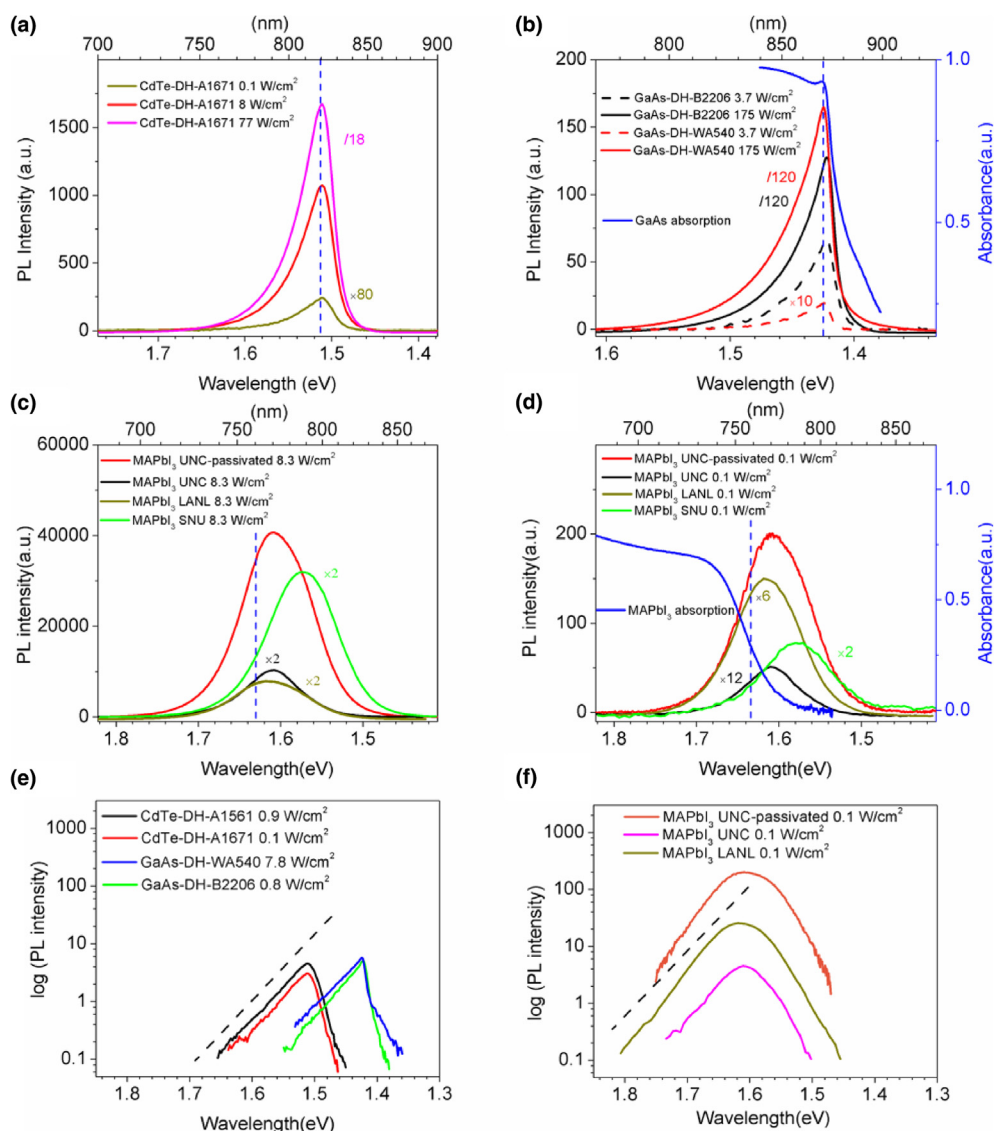 (a)
(nm)
700 750 800 850 900
CdTe-DH-A1671 0.1 W/cm²
CdTe-DH-A1671 8 W/cm²
CdTe-DH-A1671 77 W/cm²
/18
×80
1500
1000
500
0
PL Intensity (a.u.)
1.7 1.6 1.5 1.4
Wavelength (eV)
(b)
(nm)
800 850 900
GaAs-DH-B2206 3.7 W/cm²
GaAs-DH-B2206 175 W/cm²
GaAs-DH-WA540 3.7 W/cm²
GaAs-DH-WA540 175 W/cm²
/120
/120
GaAs absorption
×10
200
150
100
50
0
PL Intensity (a.u.)
1.0
0.5
Absorbance(a.u.)
1.6 1.5 1.4
Wavelength (eV)
(c)
(nm)
700 750 800 850
MAPbI₃ UNC-passivated 8.3 W/cm²
MAPbI₃ UNC 8.3 W/cm²
MAPbI₃ LANL 8.3 W/cm²
MAPbI₃ SNU 8.3 W/cm²
×2
×2
×2
60000
40000
20000
0
PL intensity(a.u.)
1.8 1.7 1.6 1.5
Wavelength(eV)
(d)
(nm)
700 750 800 850
MAPbI₃ UNC-passivated 0.1 W/cm²
MAPbI₃ UNC 0.1 W/cm²
MAPbI₃ LANL 0.1 W/cm²
MAPbI₃ SNU 0.1 W/cm²
MAPbI₃ absorption
×6
×2
×12
300
200
100
0
PL intensity(a.u.)
1.0
0.5
0.0
Absorbance(a.u.)
1.8 1.7 1.6 1.5
Wavelength(eV)
(e)
CdTe-DH-A1561 0.9 W/cm²
CdTe-DH-A1671 0.1 W/cm²
GaAs-DH-WA540 7.8 W/cm²
GaAs-DH-B2206 0.8 W/cm²
1000
100
10
1
0.1
log (PL intensity)
1.8 1.7 1.6 1.5 1.4 1.3
Wavelength(eV)
(f)
MAPbI₃ UNC-passivated 0.1 W/cm²
MAPbI₃ UNC 0.1 W/cm²
MAPbI₃ LANL 0.1 W/cm²
1000
100
10
1
0.1
log (PL intensity)
1.8 1.7 1.6 1.5 1.4 1.3
Wavelength(eV)